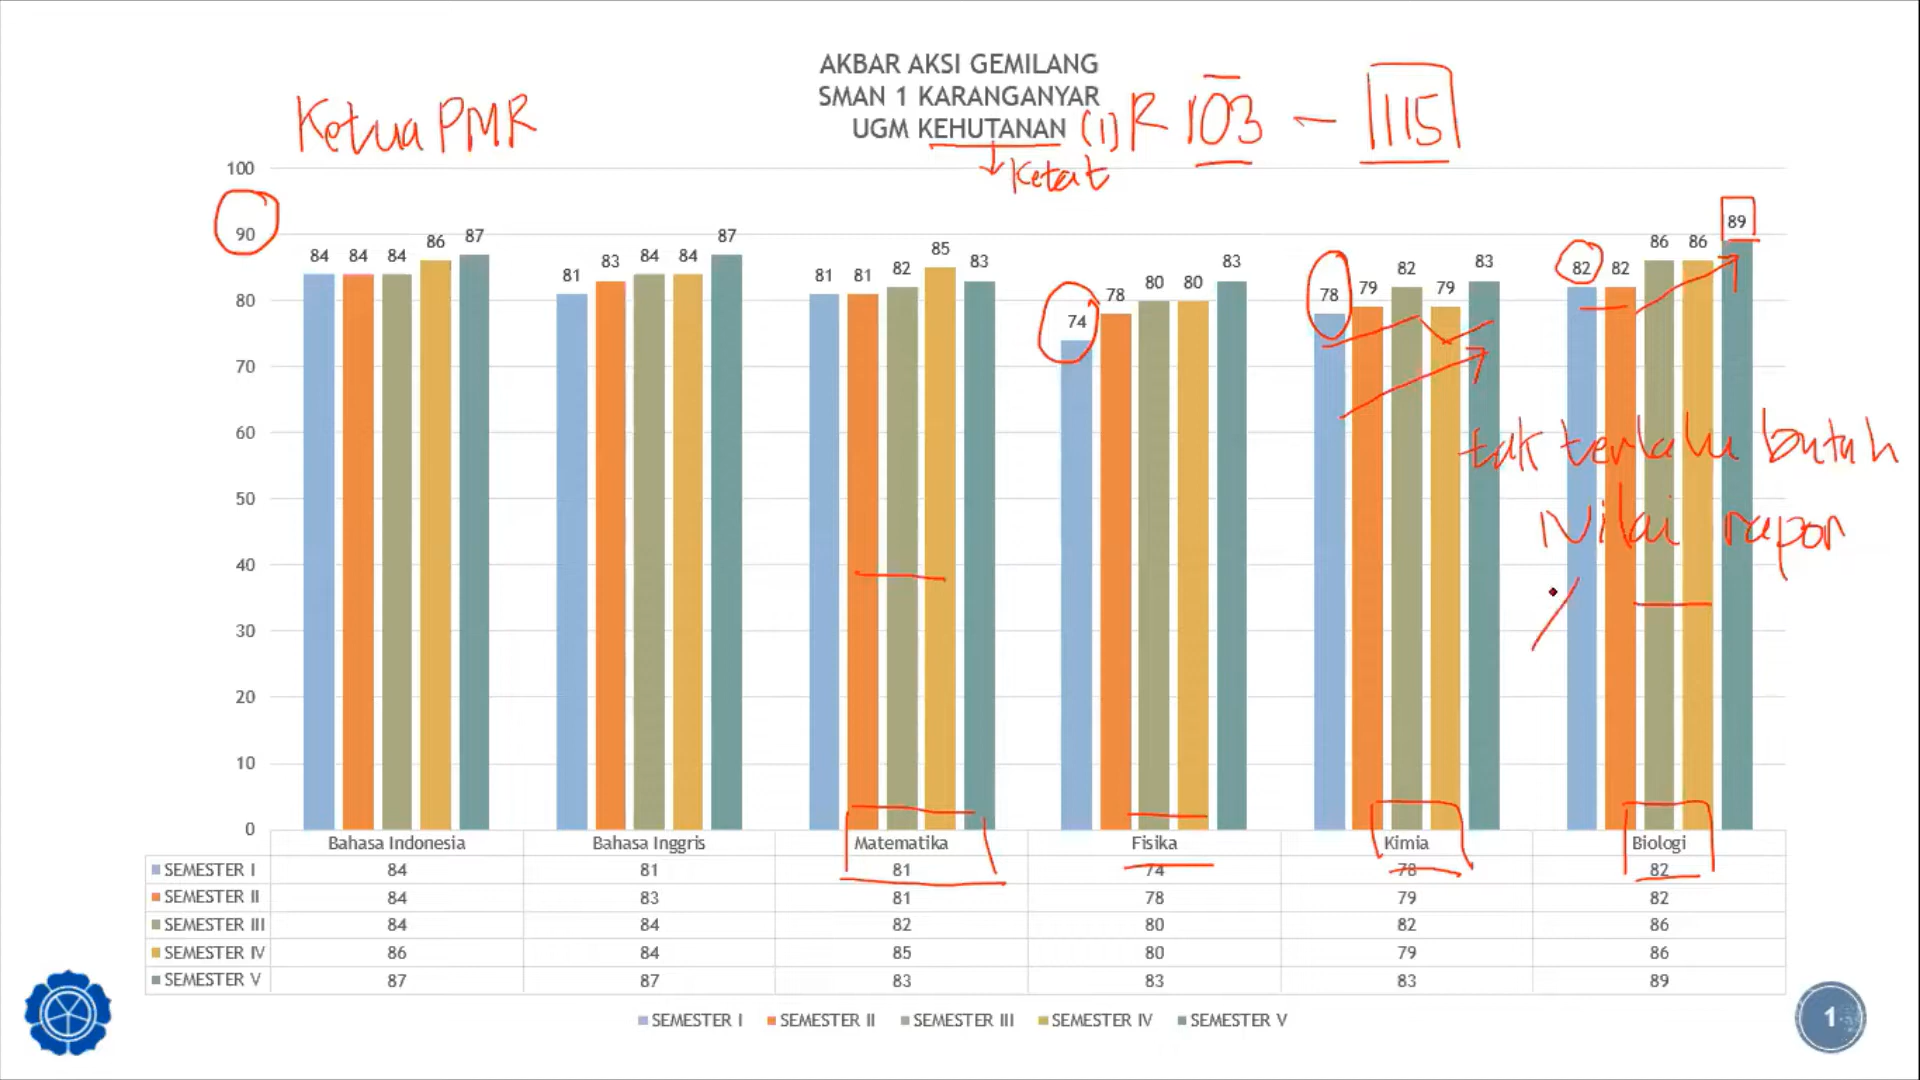 AKBAR AKSI GEMILANG
SMAN 1 KARANGANYAR
UGM KEHUTANAN (1) R 103 – 115
Ketua PMR
Ketat
100
90
80
70
60
50
40
30
20
10
0
84 84 84 86 87
81 83 84 84 87
81 81 82 85 83
74 78 80 80 83
78 79 82 79 83
82 82 86 86 89
tak terlalu butuh
Nilai rapor
Bahasa Indonesia Bahasa Inggris Matematika Fisika Kimia Biologi
SEMESTER I 84 81 81 74 78 82
SEMESTER II 84 83 81 78 79 82
SEMESTER III 84 84 82 80 82 86
SEMESTER IV 86 84 85 80 79 86
SEMESTER V 87 87 83 83 83 89
SEMESTER I SEMESTER II SEMESTER III SEMESTER IV SEMESTER V
1